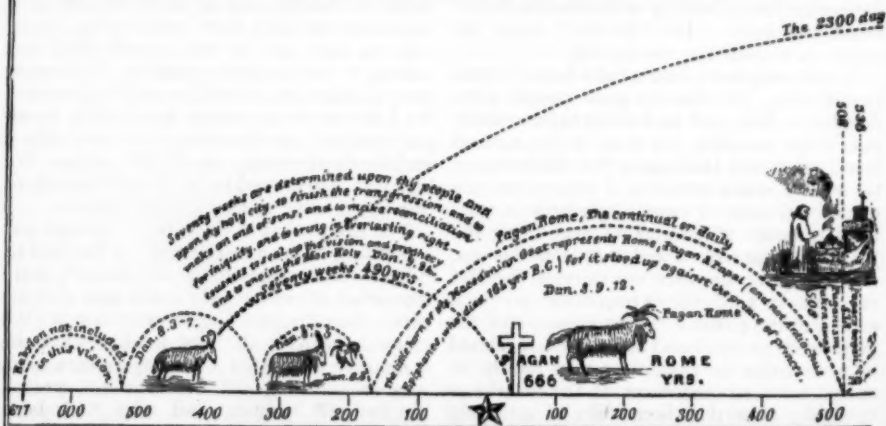 The 2300 day
508
538
Seventy weeks are determined upon thy people and
upon thy holy city, to finish the transgression, and to
make an end of sins, and to make reconciliation
for iniquity, and to bring in everlasting right-
eousness to seal up the vision and prophecy
and to anoint the Most Holy Dan. 9
Seventy weeks 490 yrs.
Pagan Rome, the continual or daily
The little horn of the Macedonian Goat represents Rome, Pagan & Papal (and not Antiochus
Epiphanes, who died 164 yrs B.C.) for it stood up against the prince of princes
Dan. 8.9.12.
Pagan Rome
Babylon not included
in this vision.
Dan. 8.3-7.
PAGAN ROME
666 YRS.
677 600 500 400 300 200 100 100 200 300 400 500